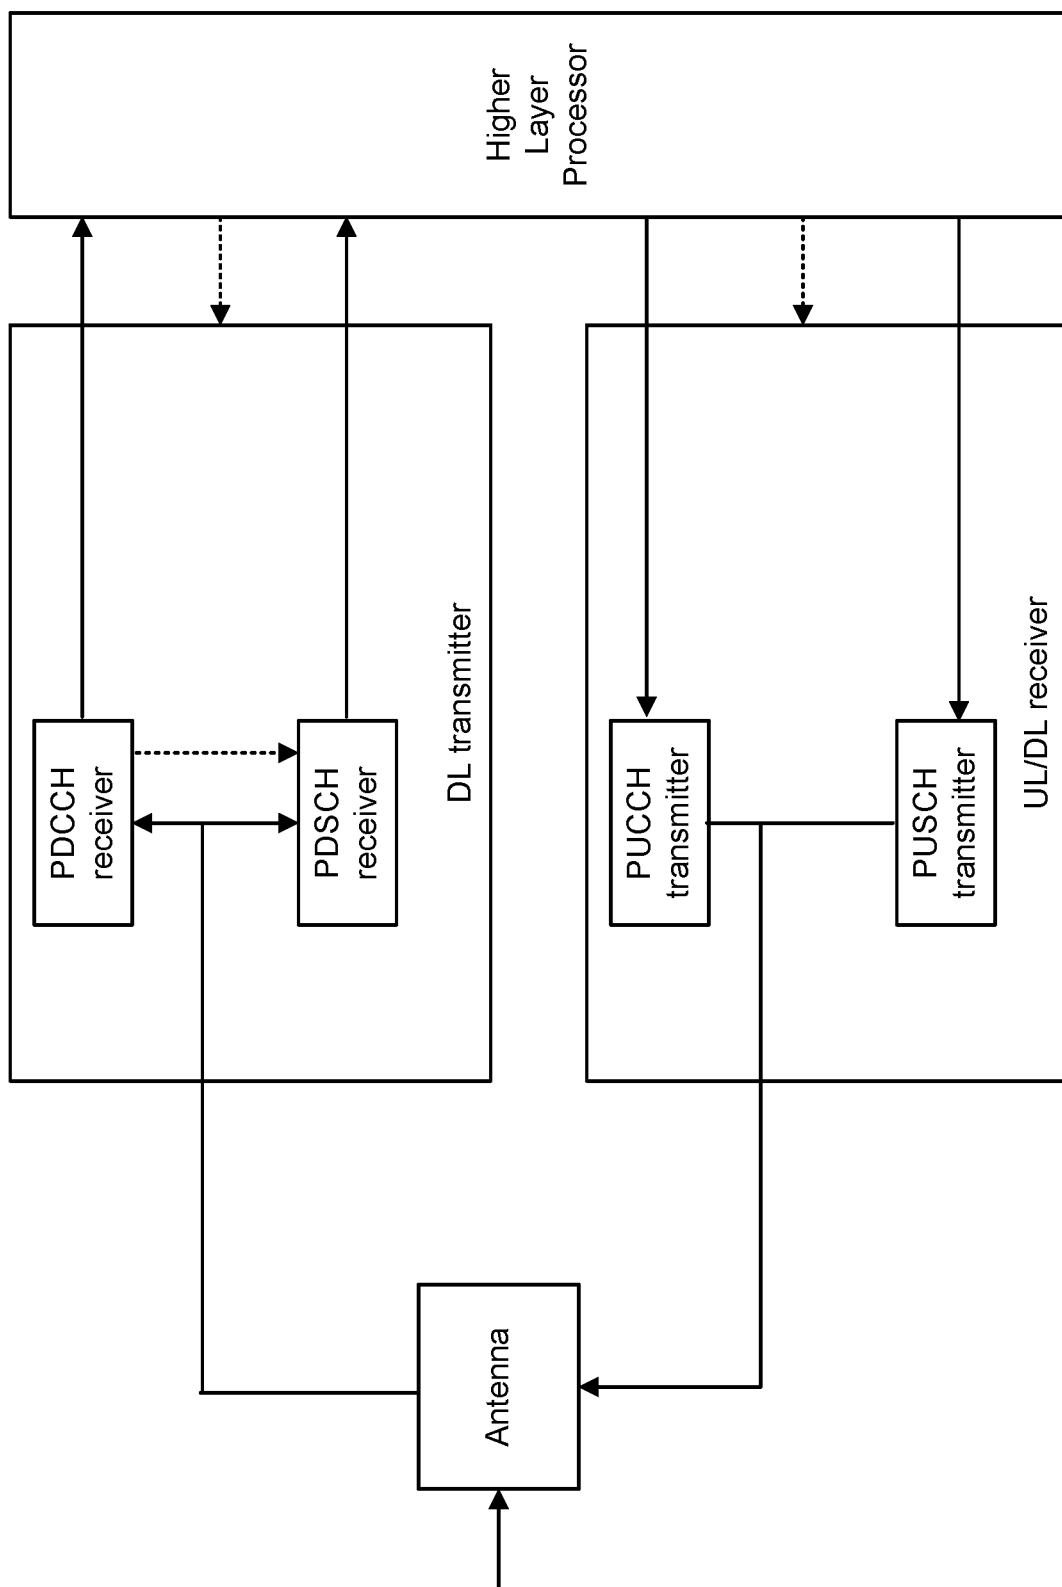 Higher
Layer
Processor
PDCCH
receiver
PDSCH
receiver
DL transmitter
PUCCH
transmitter
PUSCH
transmitter
UL/DL receiver
Antenna